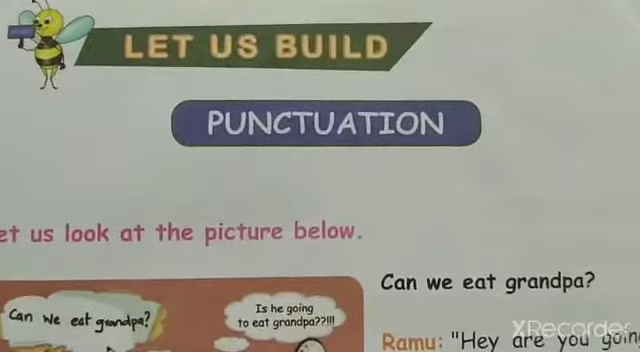 LET US BUILD
PUNCTUATION
et us look at the picture below.
Can we eat grandpa?
Is he going
to eat grandpa??!!!
Can we eat grandpa?
Ramu: "Hey are you goin
XRecorder